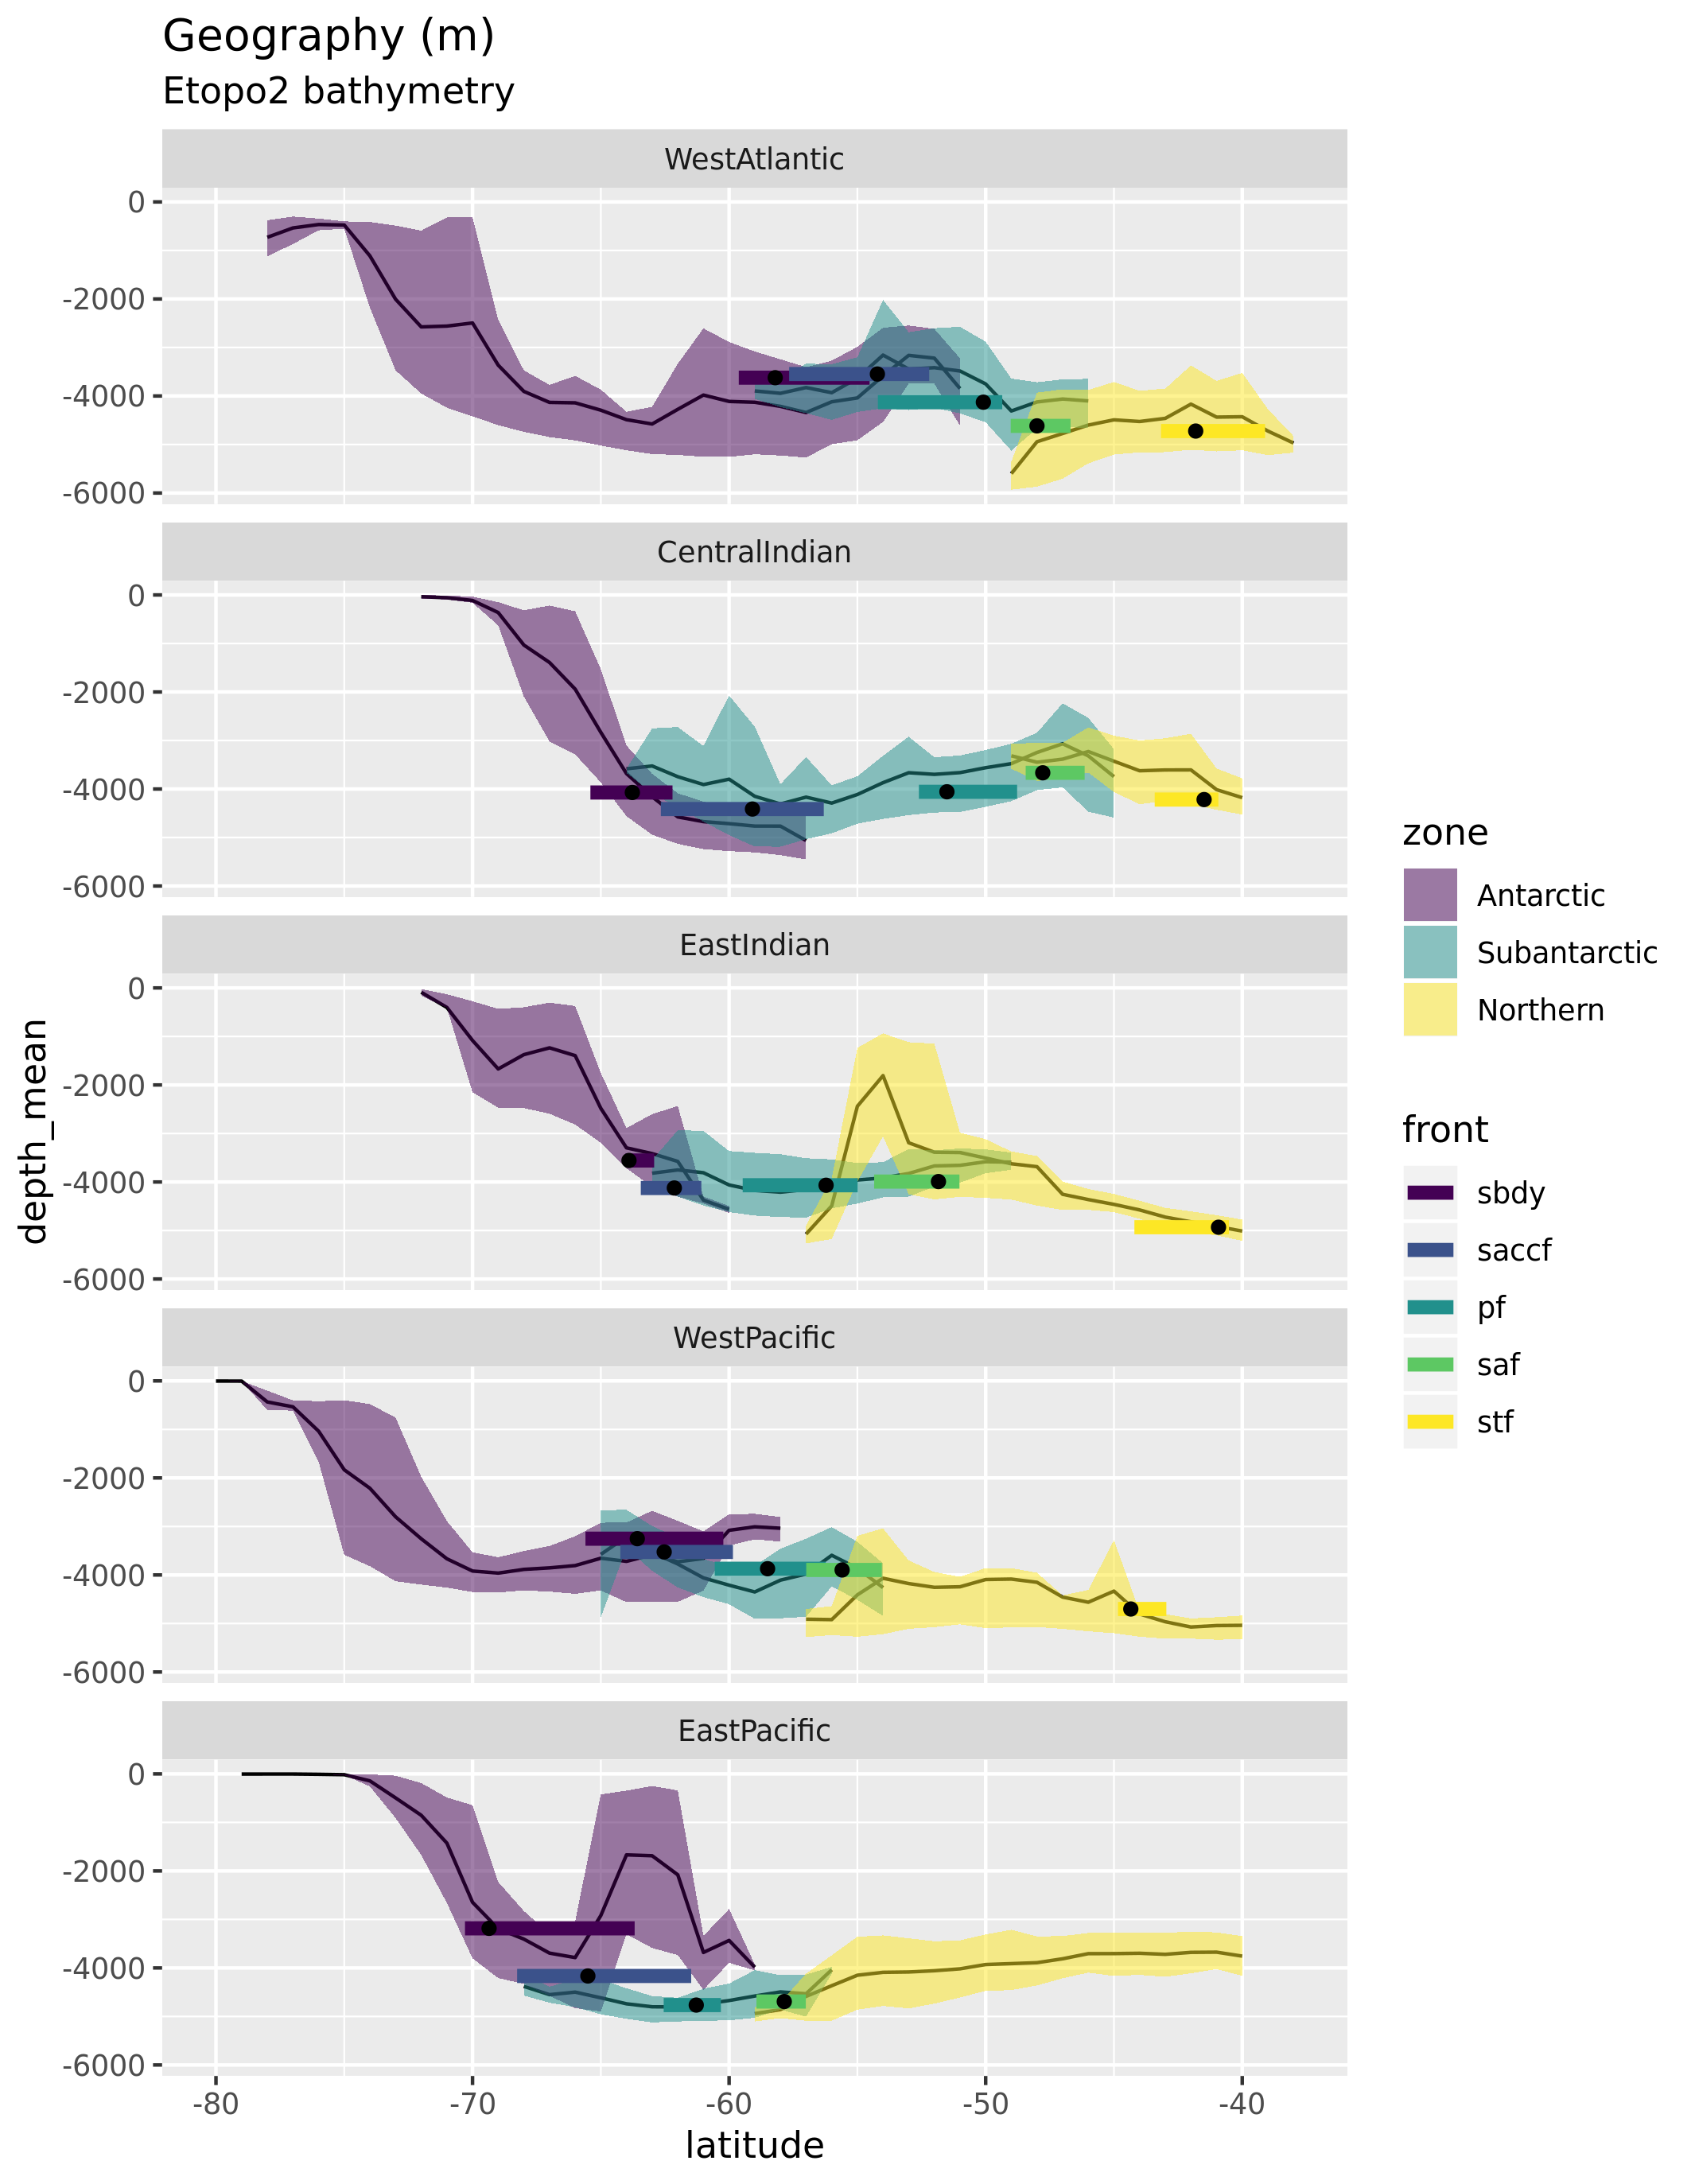 Geography (m)
Etopo2 bathymetry
WestAtlantic
0
-2000
-4000
-6000
CentralIndian
0
-2000
-4000
-6000
EastIndian
0
-2000
-4000
-6000
WestPacific
0
-2000
-4000
-6000
EastPacific
0
-2000
-4000
-6000
-80 -70 -60 -50 -40
latitude
depth_mean
zone
Antarctic
Subantarctic
Northern
front
sbdy
saccf
pf
saf
stf